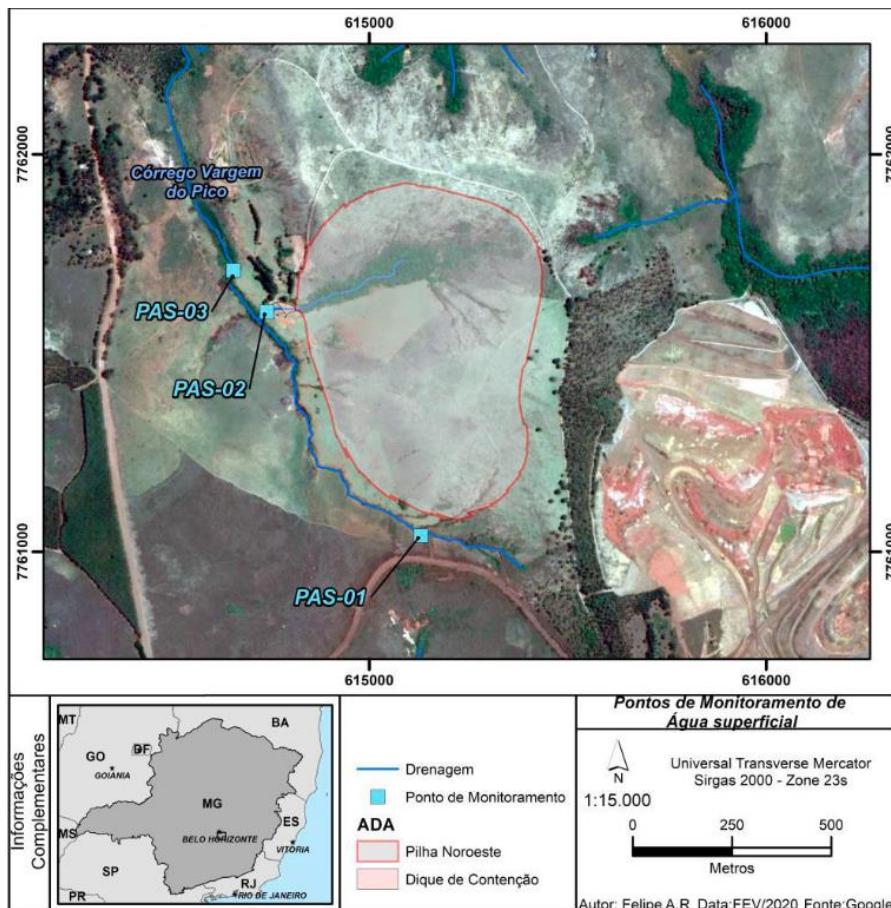 615000
616000
7762000
7762000
Córrego Vargem
do Pico
PAS-03
PAS-02
PAS-01
7761000
7761000
615000
616000
Informações
Complementares
MT
BA
GO
DF
GOIANIA
MG
ES
MS
BELO HORIZONTE
VITORIA
SP
RJ
PR
RIO DE JANEIRO
Drenagem
Ponto de Monitoramento
ADA
Pilha Noroeste
Dique de Contenção
Pontos de Monitoramento de
Água superficial
N
1:15.000
Universal Transverse Mercator
Sirgas 2000 - Zone 23s
0 250 500
Metros
Autor: Felipe A.R. Data:FEV/2020 Fonte:Google